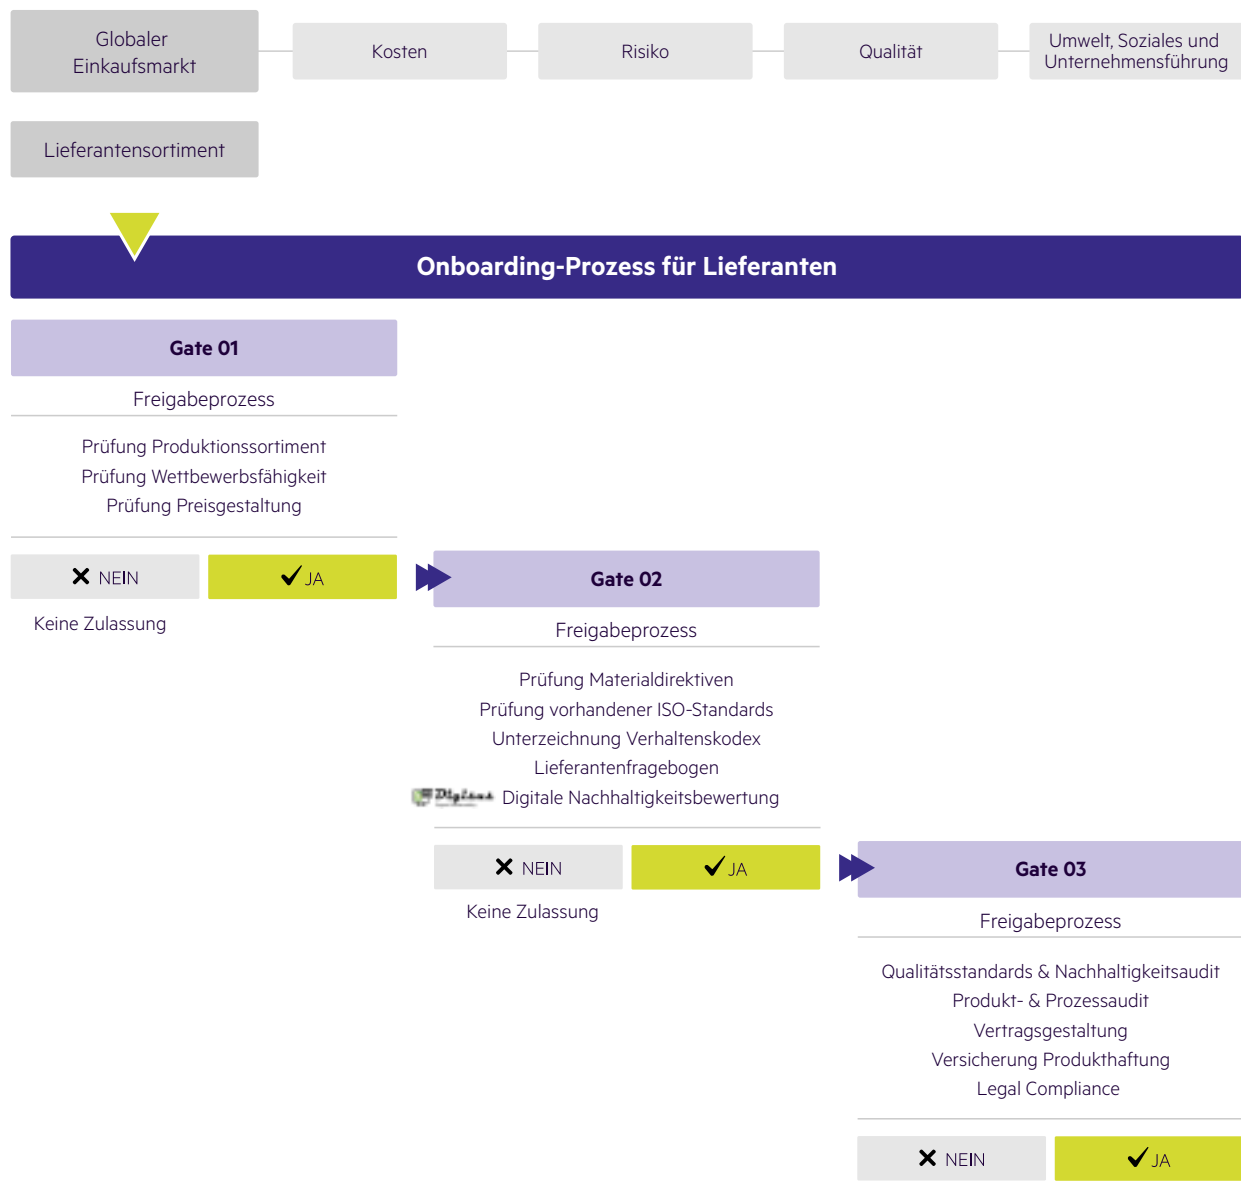 Globaler
Einkaufsmarkt
Kosten
Risiko
Qualität
Umwelt, Soziales und
Unternehmensführung
Lieferantensortiment
Onboarding-Prozess für Lieferanten
Gate 01
Freigabeprozess
Prüfung Produktionssortiment
Prüfung Wettbewerbsfähigkeit
Prüfung Preisgestaltung
NEIN
JA
Keine Zulassung
Gate 02
Freigabeprozess
Prüfung Materialdirektiven
Prüfung vorhandener ISO-Standards
Unterzeichnung Verhaltenskodex
Lieferantenfragebogen
Digitale Nachhaltigkeitsbewertung
NEIN
JA
Keine Zulassung
Gate 03
Freigabeprozess
Qualitätsstandards & Nachhaltigkeitsaudit
Produkt- & Prozessaudit
Vertragsgestaltung
Versicherung Produkthaftung
Legal Compliance
NEIN
JA